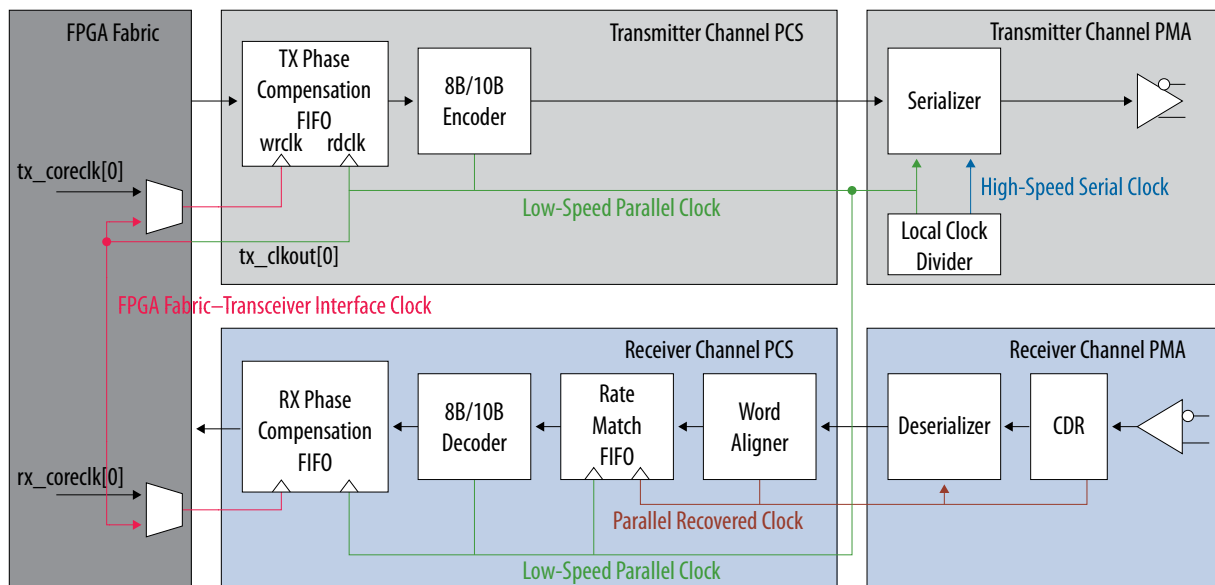 FPGA Fabric
Transmitter Channel PCS
Transmitter Channel PMA
TX Phase
Compensation
FIFO
wrclk
rdclk
8B/10B
Encoder
Serializer
tx_coreclk[0]
High-Speed Serial Clock
Low-Speed Parallel Clock
tx_clkout[0]
Local Clock
Divider
FPGA Fabric–Transceiver Interface Clock
Receiver Channel PCS
Receiver Channel PMA
RX Phase
Compensation
FIFO
8B/10B
Decoder
Rate
Match
FIFO
Word
Aligner
Deserializer
CDR
rx_coreclk[0]
Parallel Recovered Clock
Low-Speed Parallel Clock